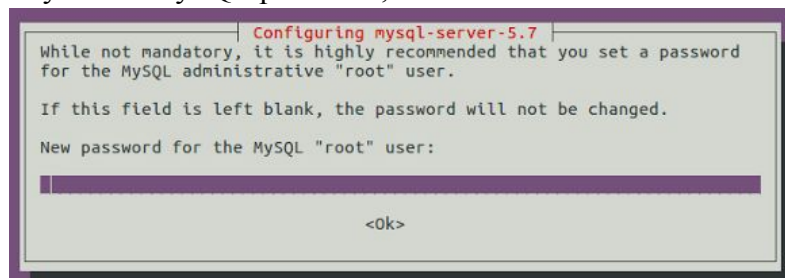 Configuring mysql-server-5.7
While not mandatory, it is highly recommended that you set a password
for the MySQL administrative "root" user.
If this field is left blank, the password will not be changed.
New password for the MySQL "root" user:
<Ok>